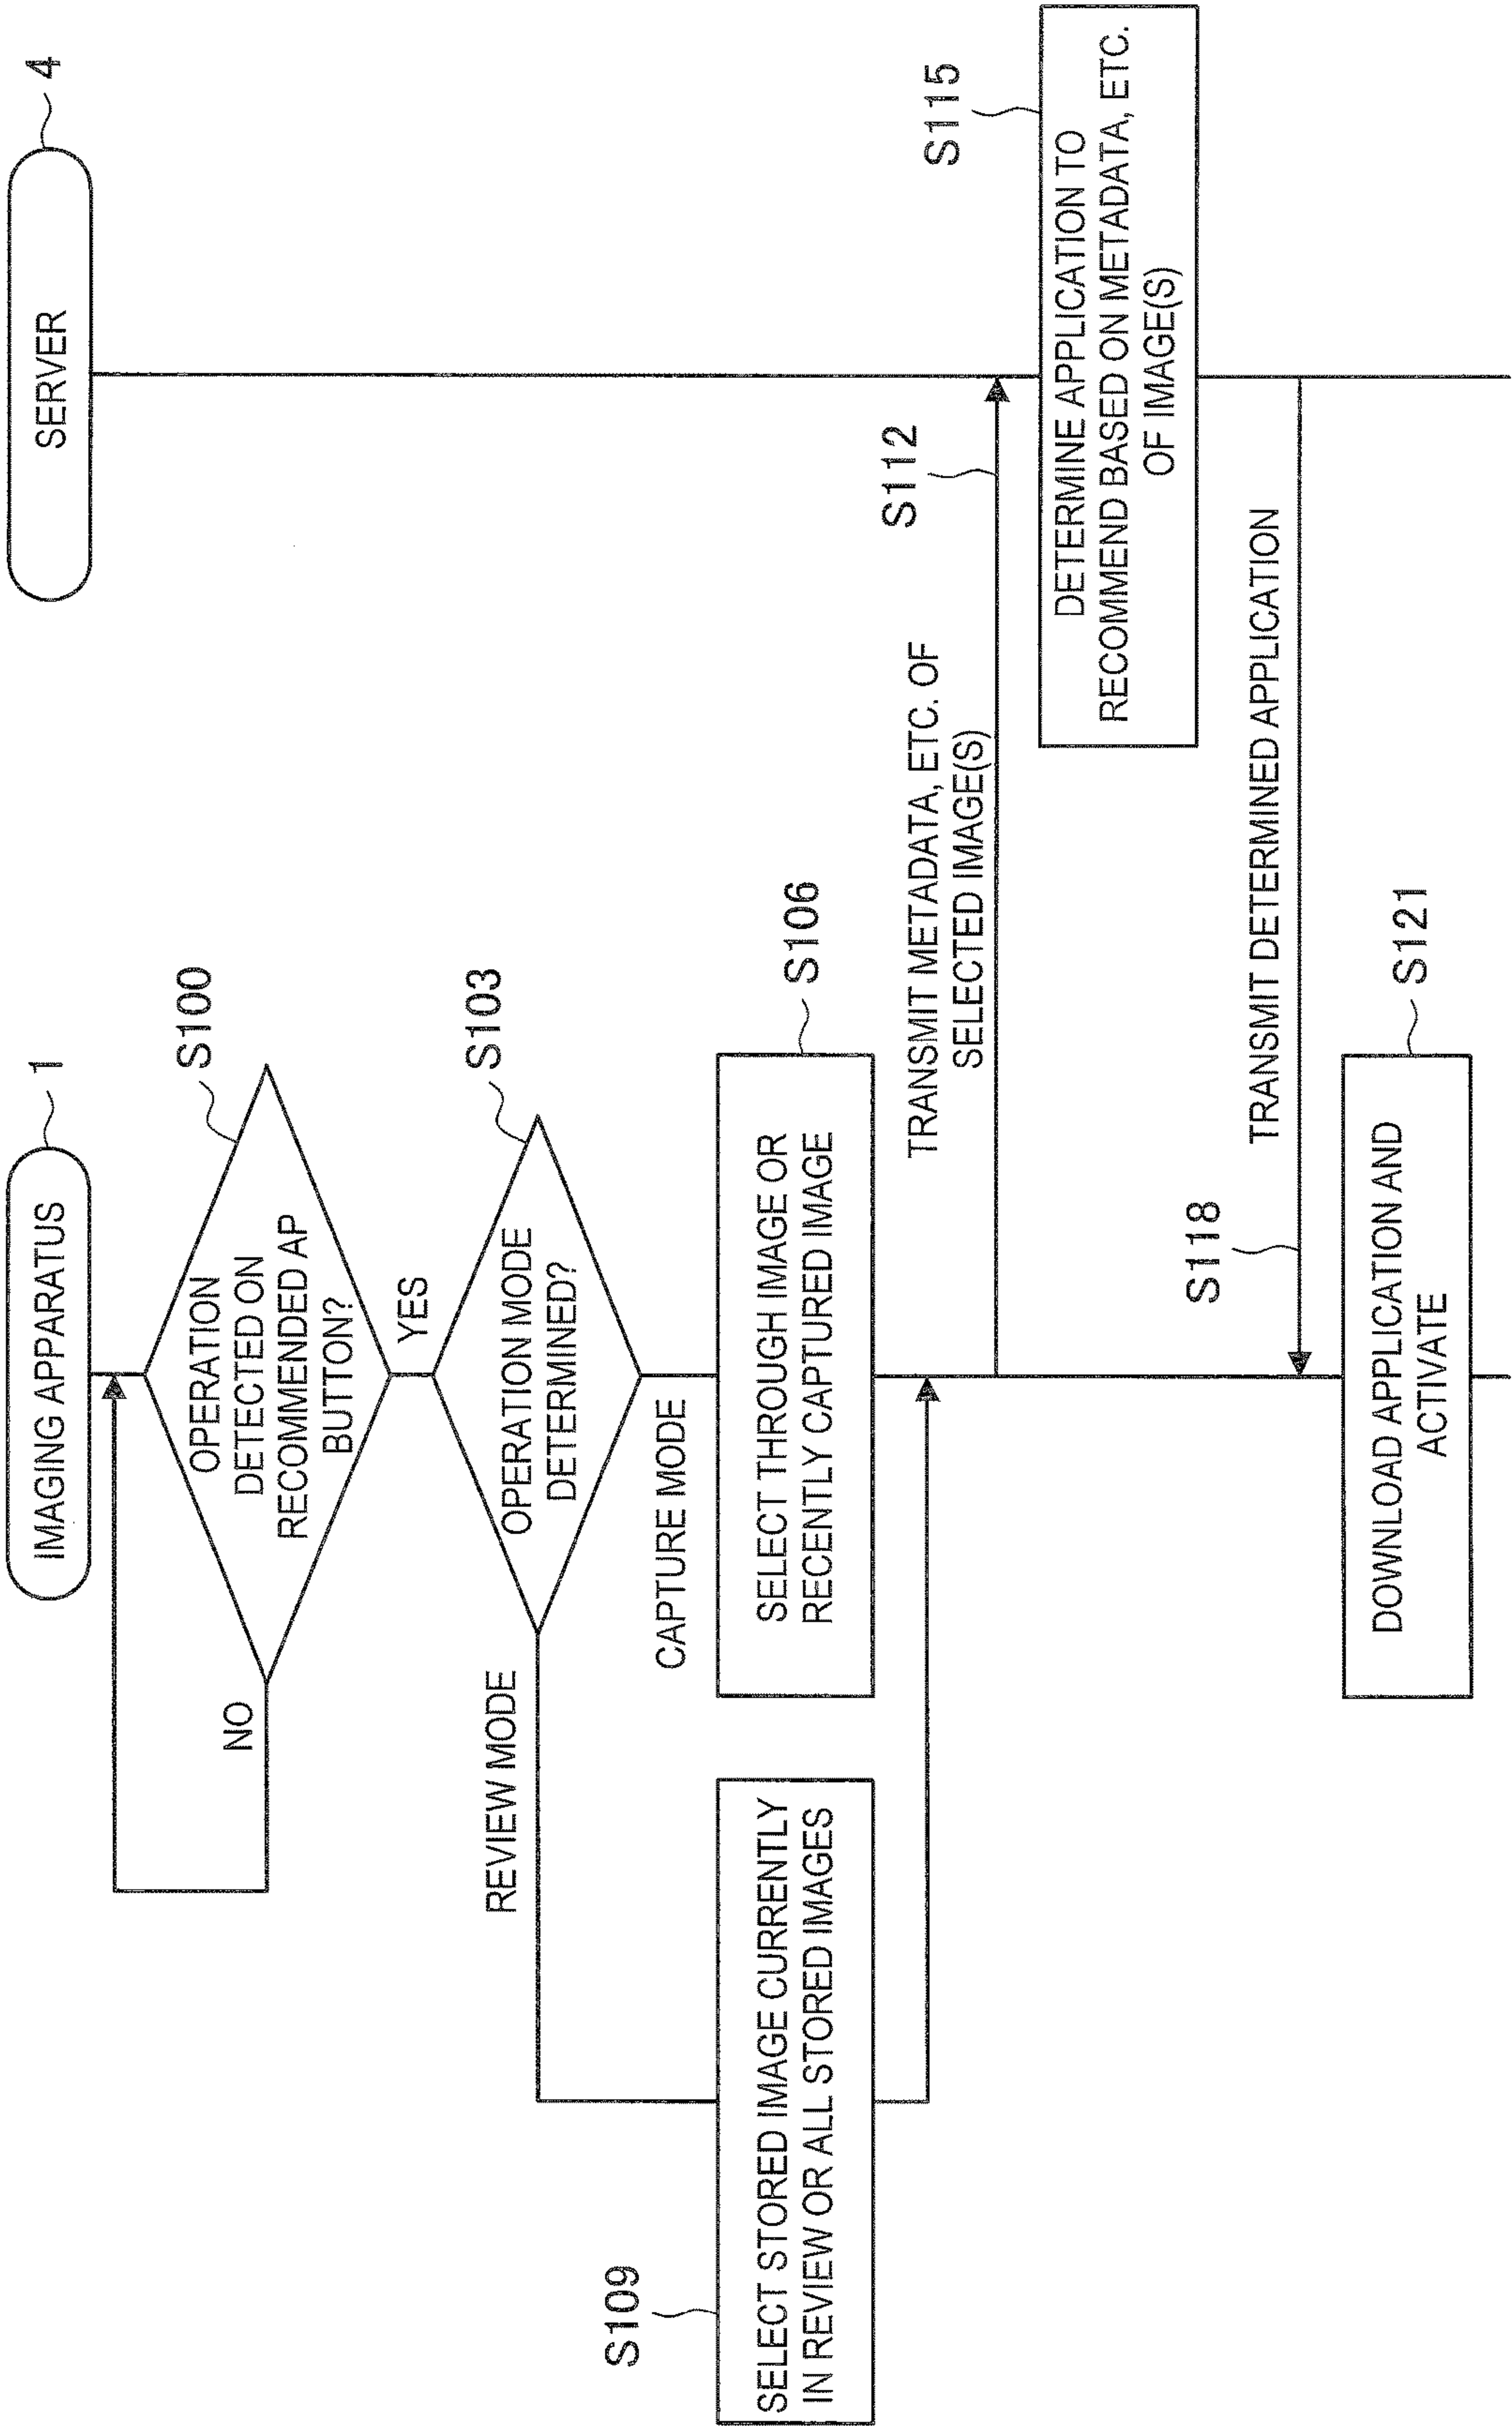 IMAGING APPARATUS
1
SERVER
4
OPERATION
DETECTED ON
RECOMMENDED AP
BUTTON?
S100
NO
YES
OPERATION MODE
DETERMINED?
S103
REVIEW MODE
CAPTURE MODE
S109
SELECT STORED IMAGE CURRENTLY
IN REVIEW OR ALL STORED IMAGES
SELECT THROUGH IMAGE OR
RECENTLY CAPTURED IMAGE
S106
TRANSMIT METADATA, ETC. OF
SELECTED IMAGE(S)
S112
S115
DETERMINE APPLICATION TO
RECOMMEND BASED ON METADATA, ETC.
OF IMAGE(S)
S118
TRANSMIT DETERMINED APPLICATION
DOWNLOAD APPLICATION AND
ACTIVATE
S121